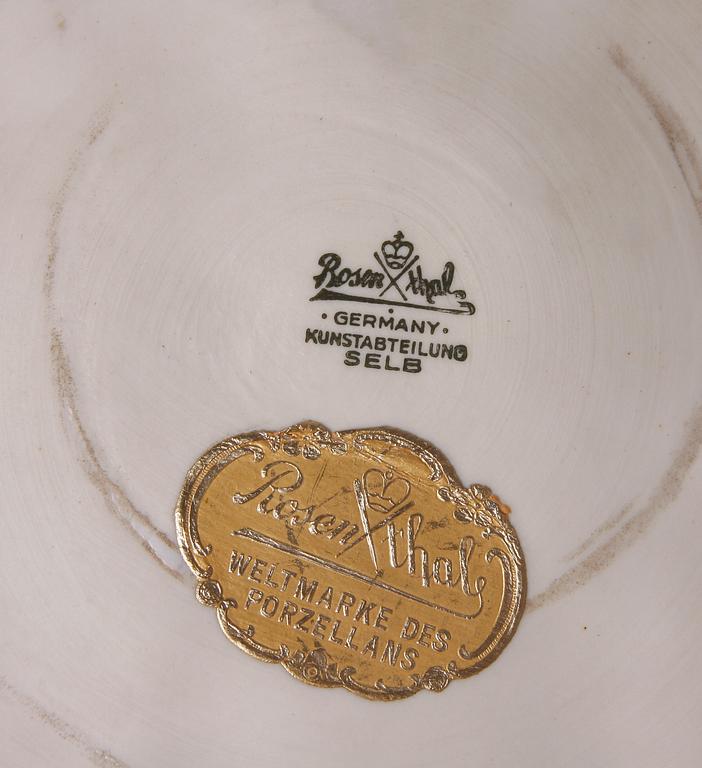 Rosenthal
· GERMANY ·
KUNSTABTEILUNG
SELB
Rosenthal
WELTMARKE DES
PORZELLANS